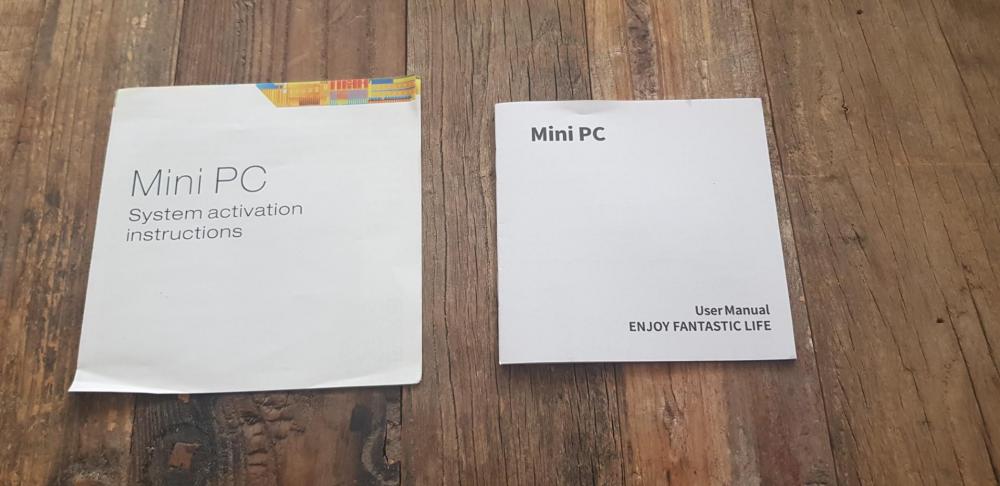 Mini PC
System activation
instructions
Mini PC
User Manual
ENJOY FANTASTIC LIFE